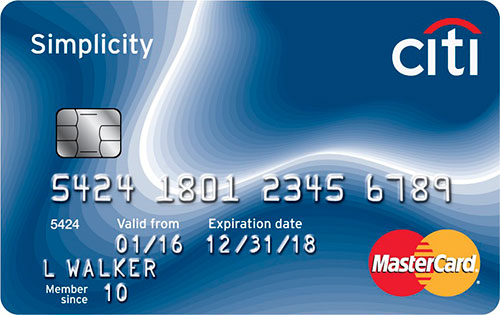 Simplicity
citi
5424 1801 2345 6789
5424 Valid from Expiration date
01/16 12/31/18
L WALKER
Member since 10
MasterCard